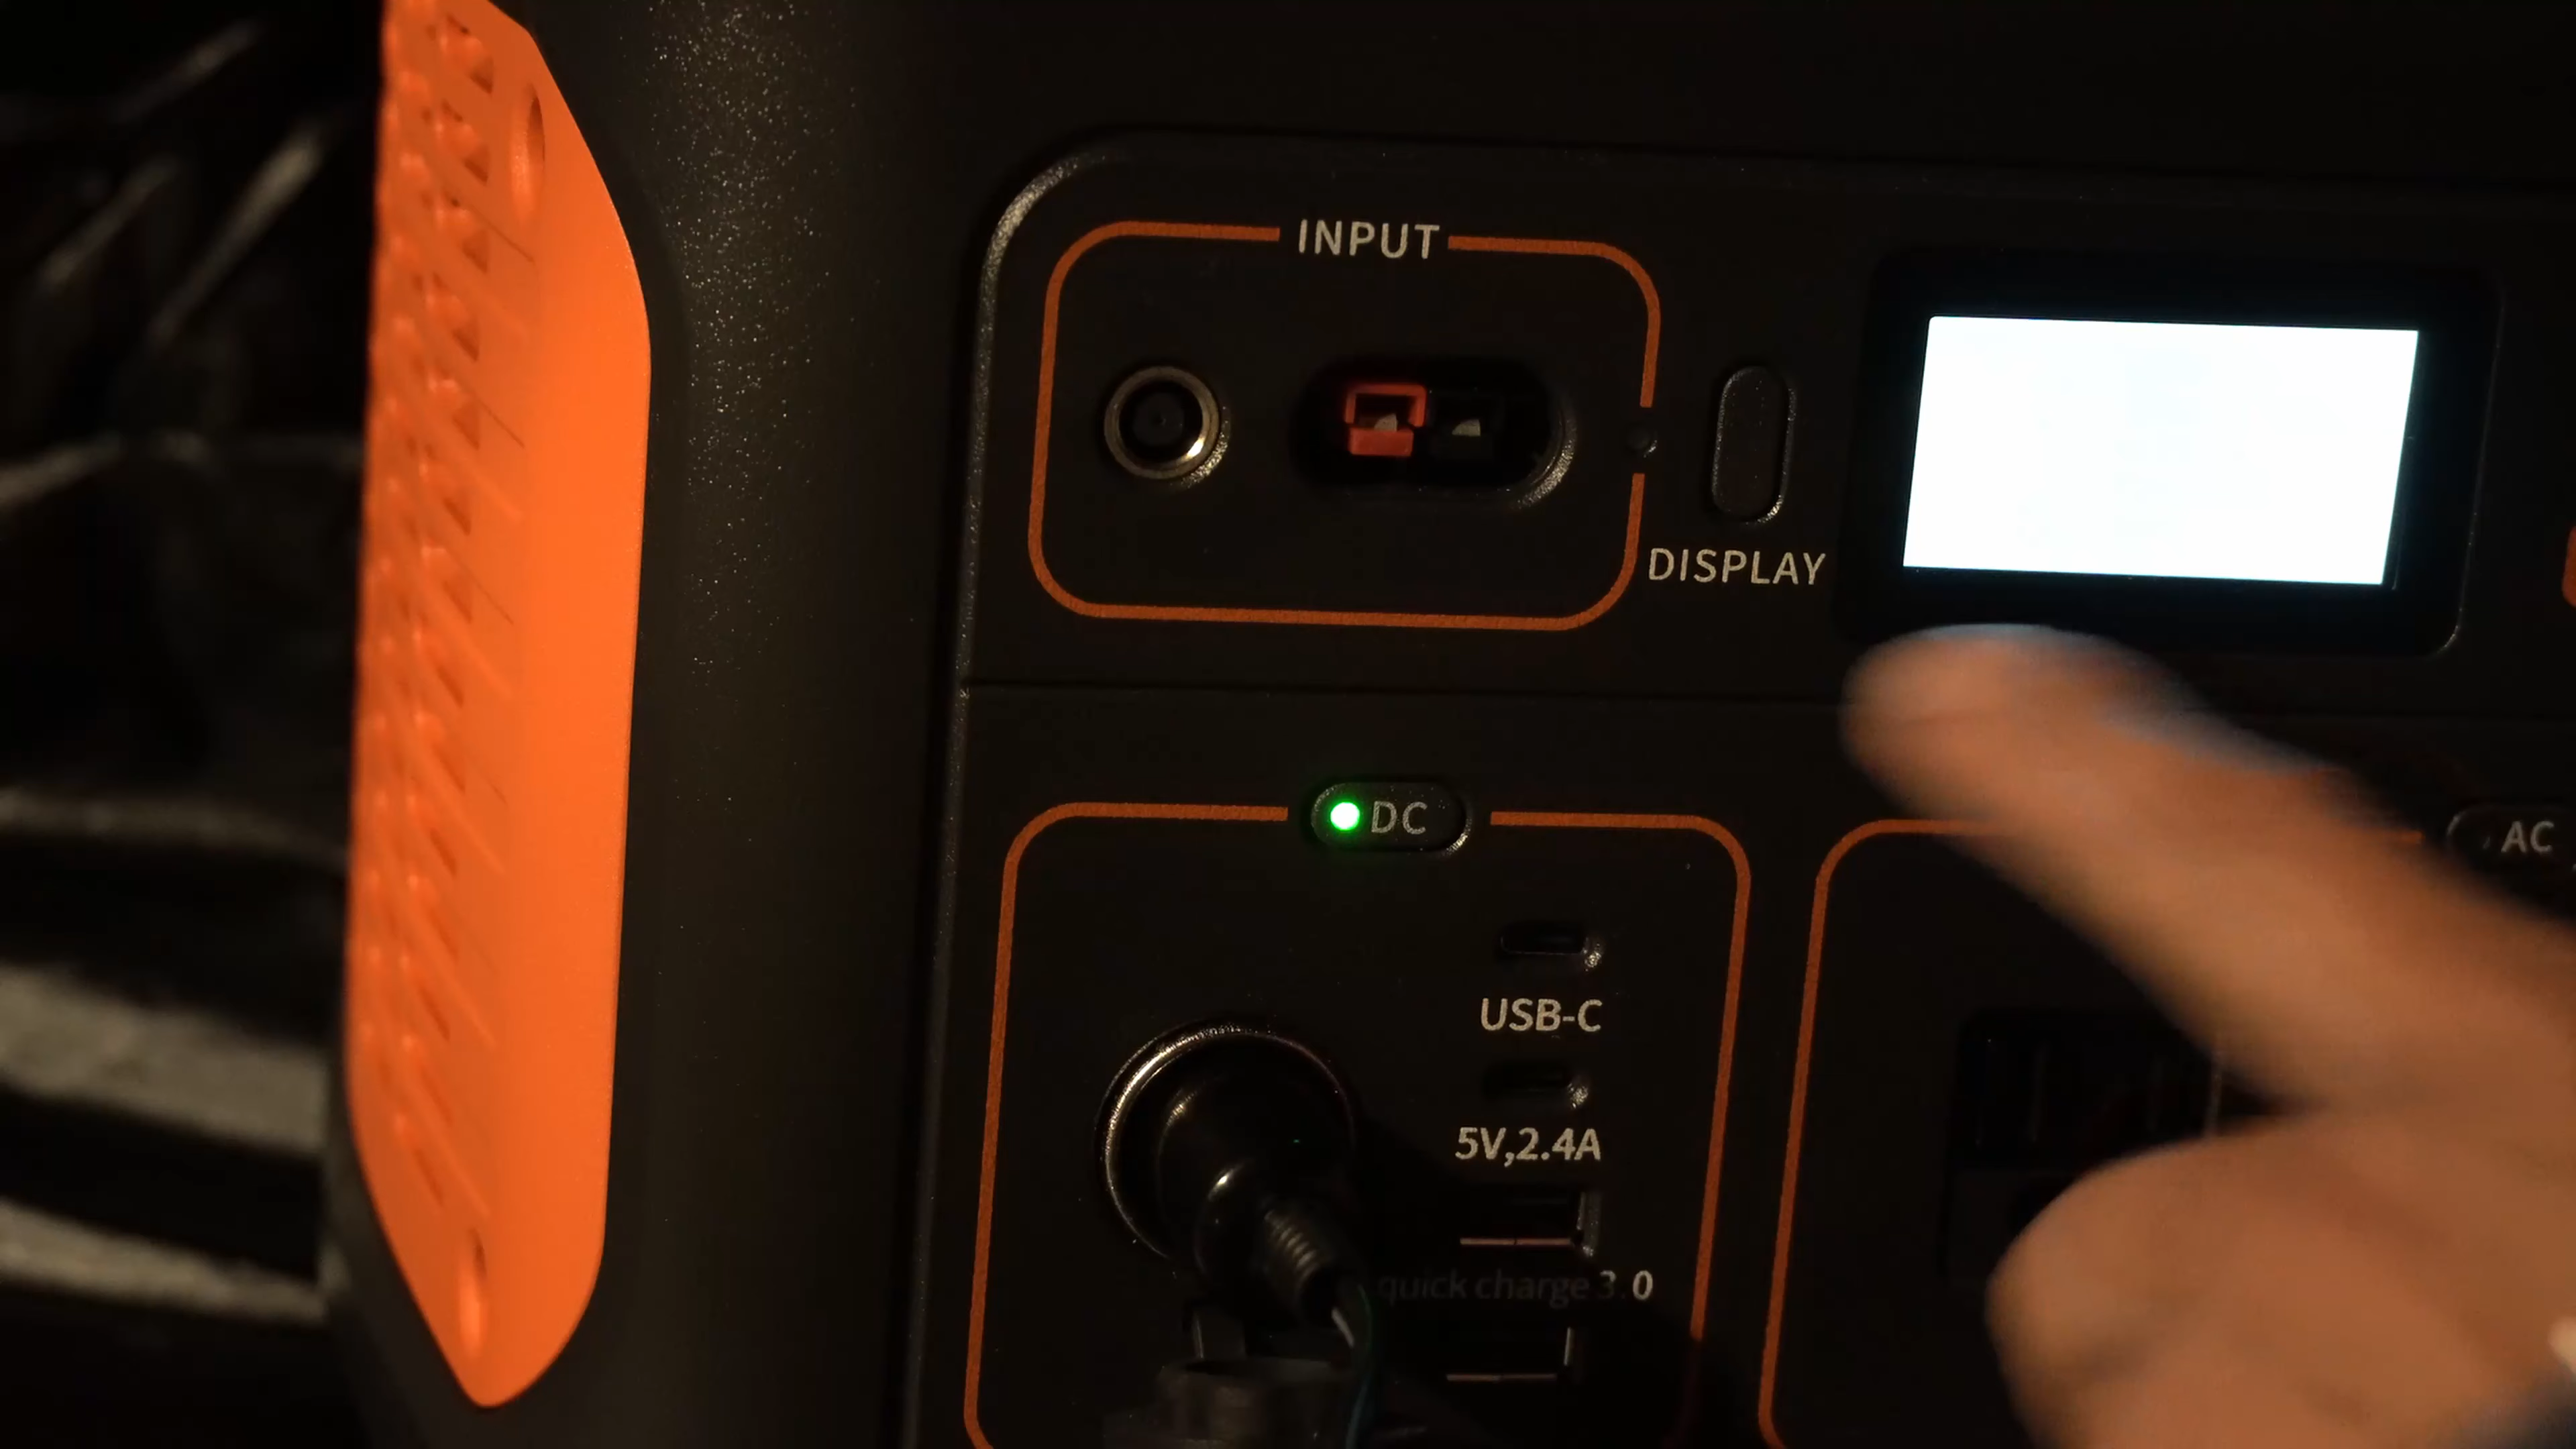 INPUT
DISPLAY
DC
AC
USB-C
5V,2.4A
quick charge 3.0